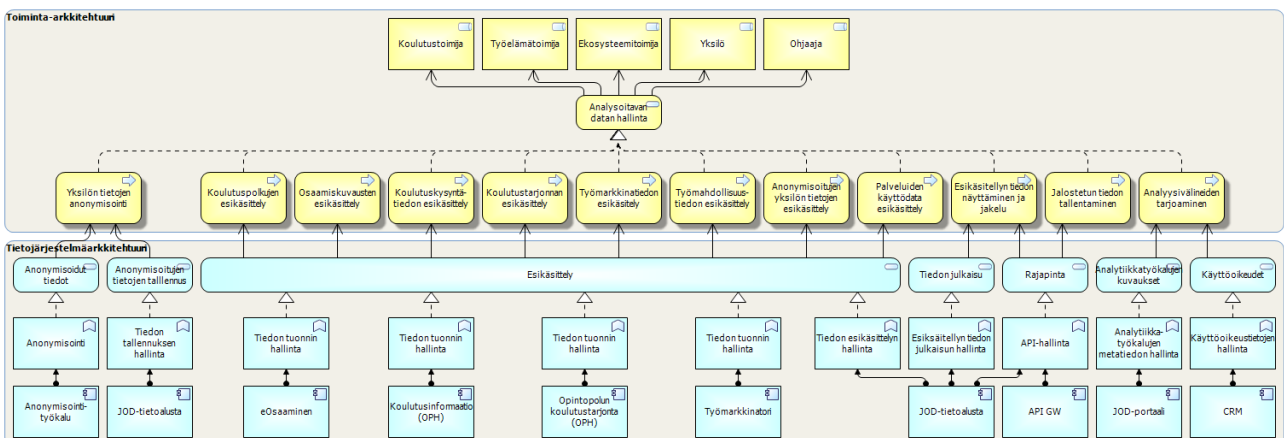 Toiminta-arkkitehtuuri
Koulutustoimija
Työelämätoimija
Ekosysteemitoimija
Yksilö
Ohjaaja
Analysoitavan
datan hallinta
Yksilön tietojen
anonymisointi
Koulutuspolkujen
esikäsittely
Osaamiskuvausten
esikäsittely
Koulutuskysyntä-
tiedon esikäsittely
Koulutustarjonnan
esikäsittely
Työmarkkinatiedon
esikäsittely
Työmahdollisuus-
tiedon esikäsittely
Anonymisoitujen
yksilön tietojen
esikäsittely
Palveluiden
käyttödata
esikäsittely
Esikäsitellyn tiedon
näyttäminen ja
jakelu
Jalostetun tiedon
tallentaminen
Analyysivälineiden
tarjoaminen
Tietojärjestelmäarkkitehtuuri
Anonymisoidut
tiedot
Anonymisoitujen
tietojen talllennus
Esikäsittely
Tiedon julkaisu
Rajapinta
Analytiikkatyökalujen
kuvaukset
Käyttöoikeudet
Anonymisointi
Tiedon
tallennuksen
hallinta
Tiedon tuonnin
hallinta
Tiedon tuonnin
hallinta
Tiedon tuonnin
hallinta
Tiedon tuonnin
hallinta
Tiedon esikäsittelyn
hallinta
Esiksäitellyn tiedon
julkaisun hallinta
API-hallinta
Analytiikka-
työkalujen
metatiedon hallinta
Käyttöoikeustietojen
hallinta
Anonymisointi-
työkalu
JOD-tietoalusta
eOsaaminen
Koulutusinformaatio
(OPH)
Opintopolun
koulutustarjonta
(OPH)
Työmarkkinatori
JOD-tietoalusta
API GW
JOD-portaali
CRM